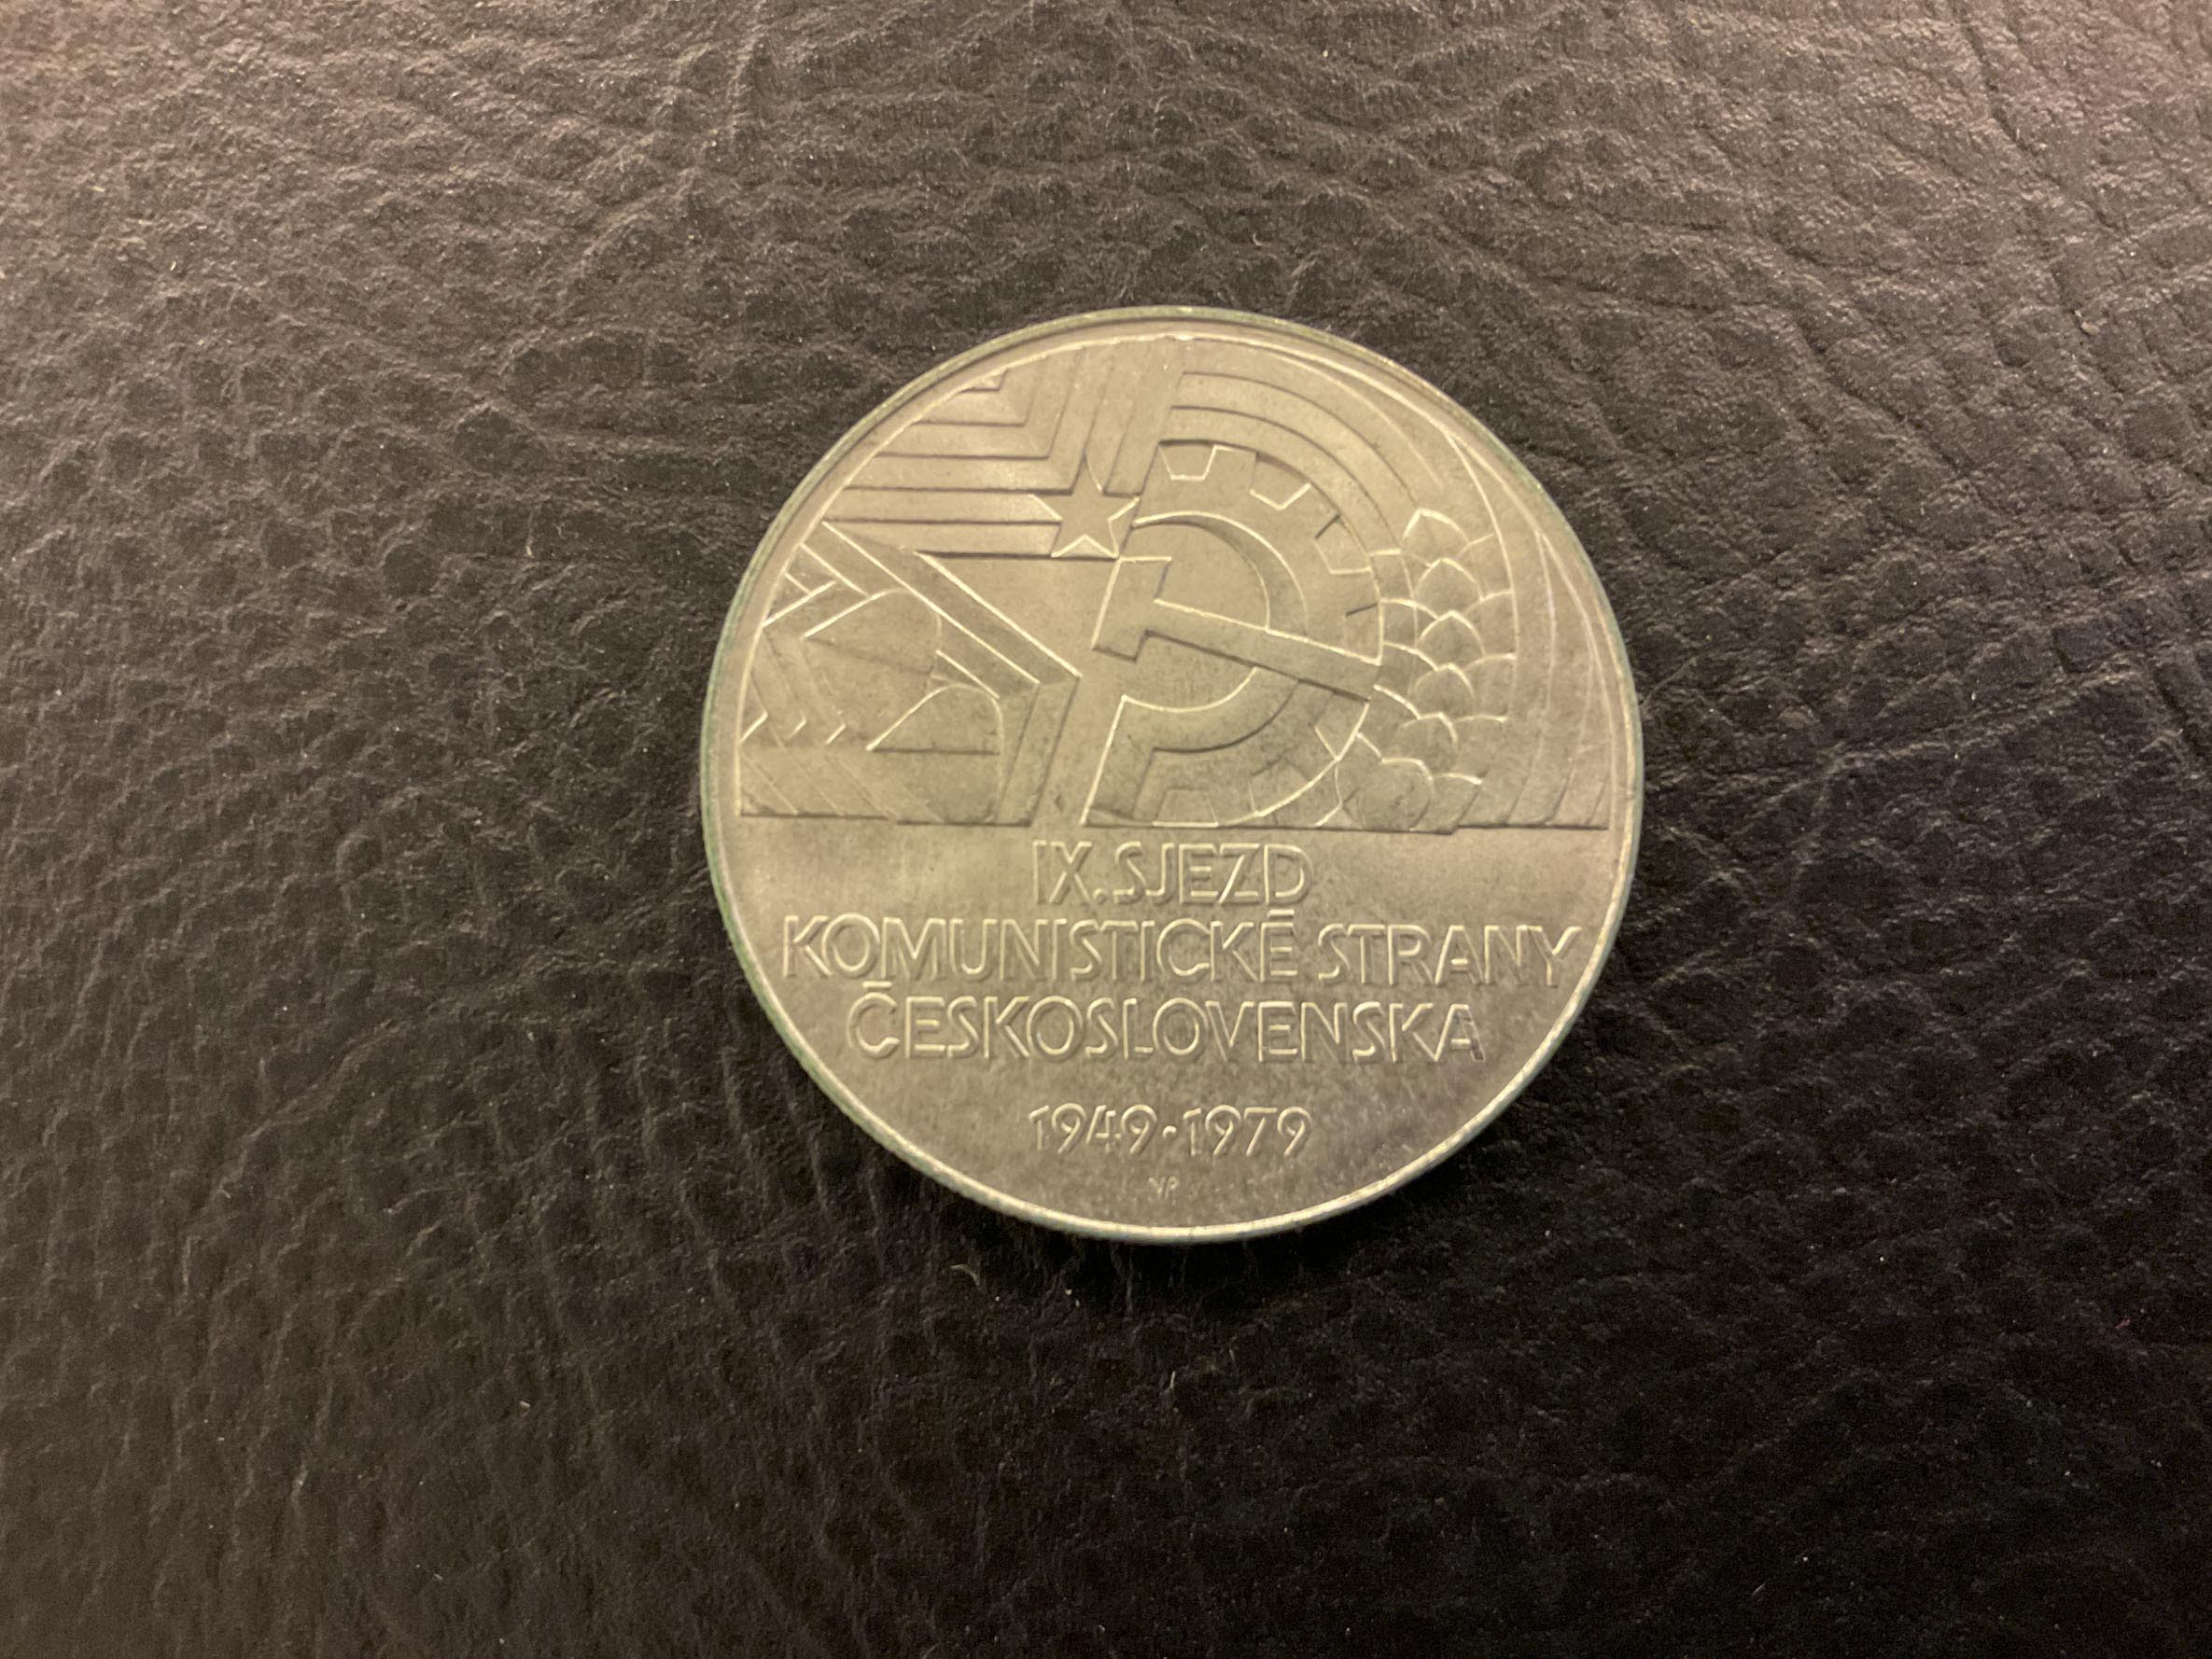 IX. SJEZD
KOMUNISTICKÉ STRANY
ČESKOSLOVENSKA
1949·1979
VP